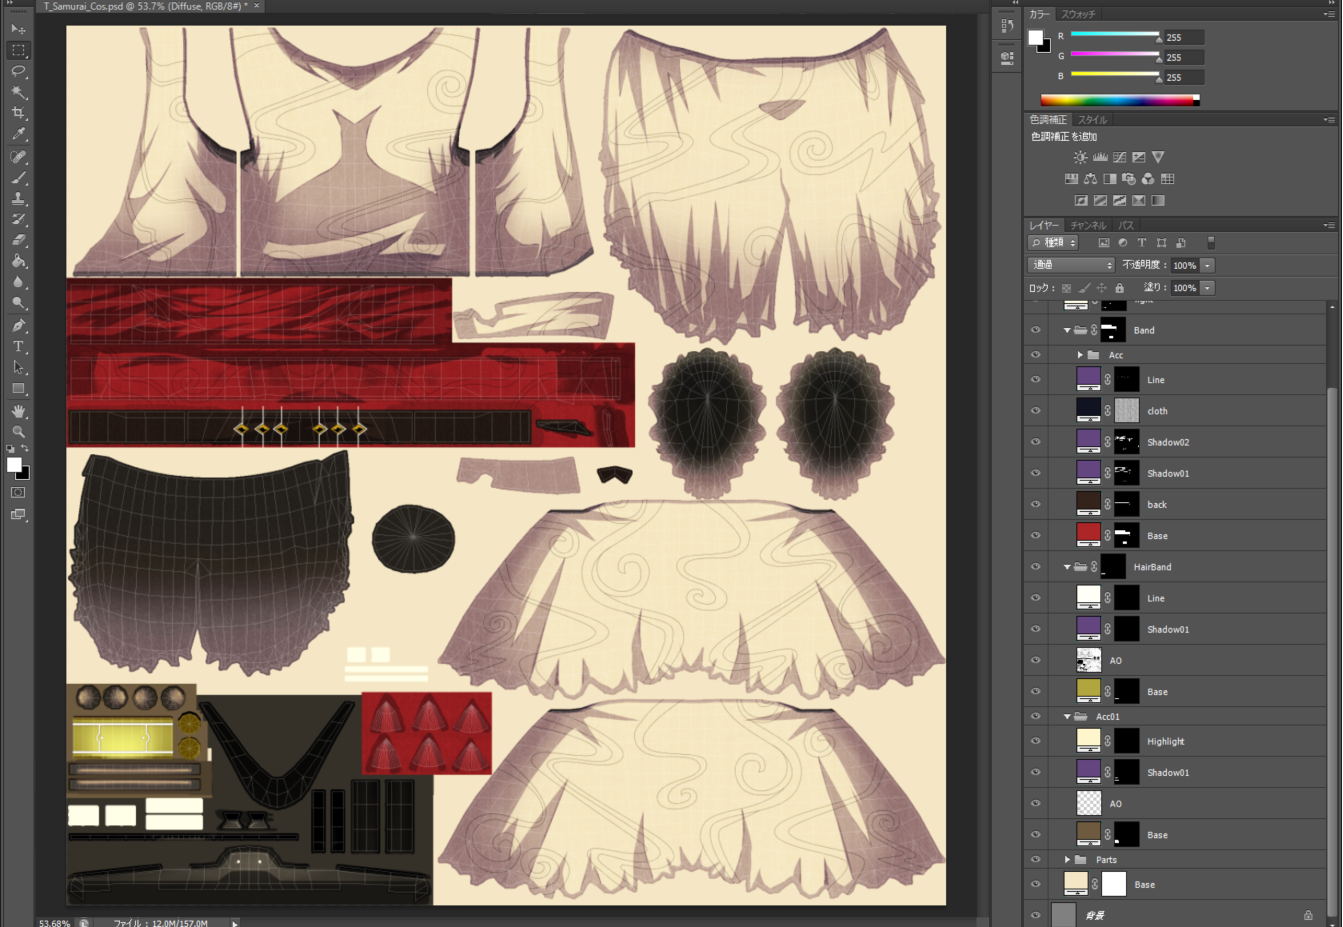 T_Samurai_Cos.psd @ 53.7% (Diffuse, RGB/8#) * ×
カラー スウォッチ
R 255
G 255
B 255
色調補正 スタイル
色調補正を追加
レイヤー チャンネル パス
種類
通過 不透明度: 100%
ロック: 塗り: 100%
light
Band
Acc
Line
cloth
Shadow02
Shadow01
back
Base
HairBand
Line
Shadow01
AO
Base
Acc01
Highlight
Shadow01
AO
Base
Parts
Base
背景
53.68% ファイル : 12.0M/157.0M